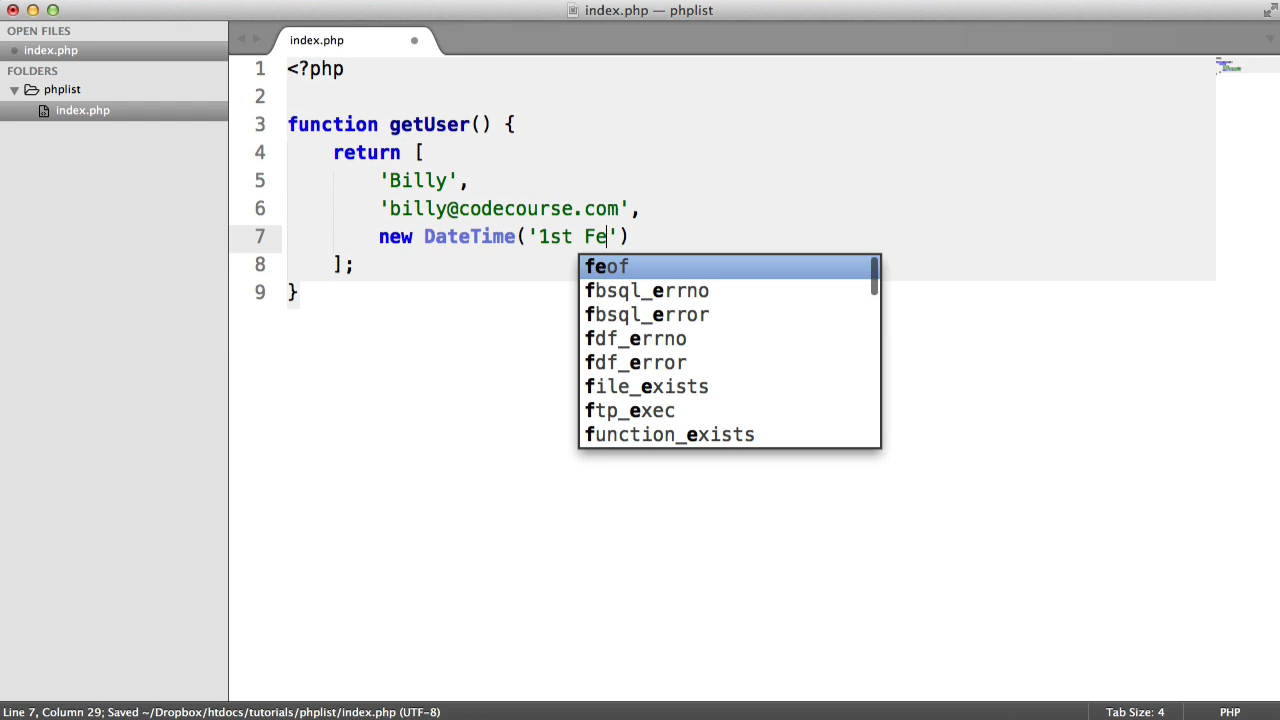 index.php — phplist
OPEN FILES
index.php
FOLDERS
phplist
index.php
index.php
1 <?php
2
3 function getUser() {
4 return [
5 'Billy',
6 'billy@codecourse.com',
7 new DateTime('1st Fe')
8 ];
9 }
feof
fbsql_errno
fbsql_error
fdf_errno
fdf_error
file_exists
ftp_exec
function_exists
Line 7, Column 29; Saved ~/Dropbox/htdocs/tutorials/phplist/index.php (UTF-8)
Tab Size: 4
PHP